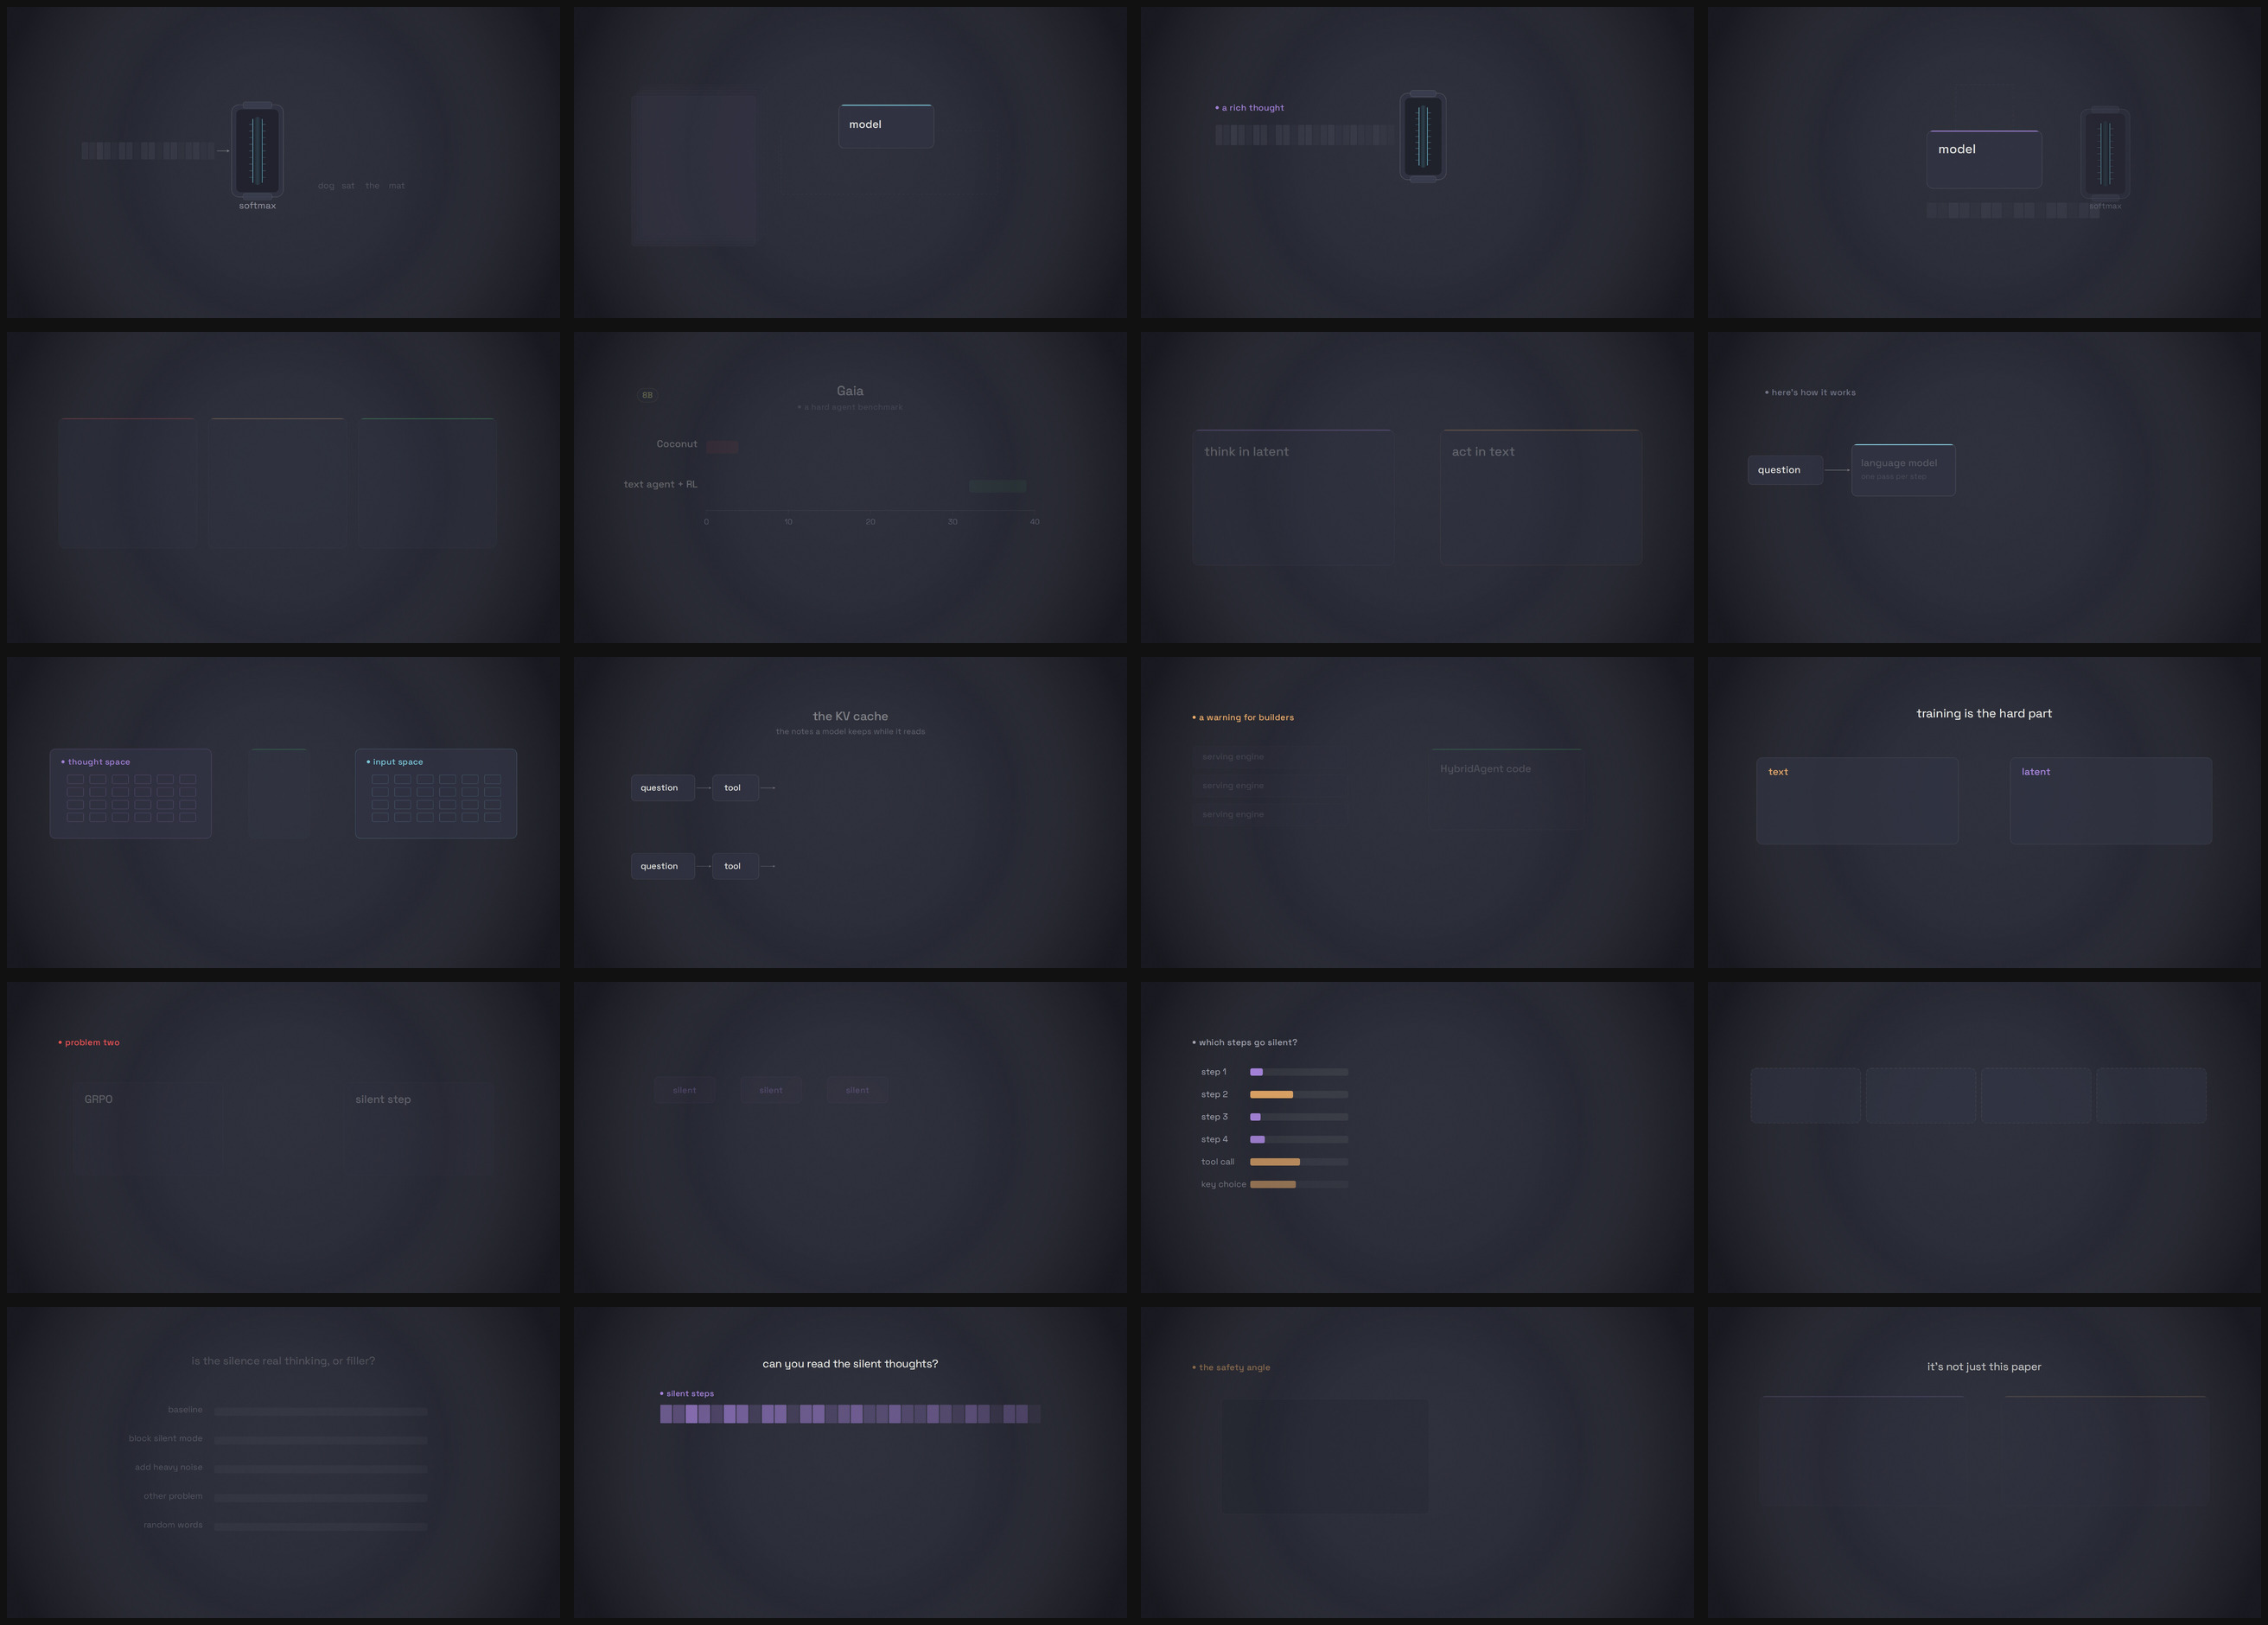 dog sat the mat
softmax
model
• a rich thought
model
softmax
8B
Gaia
• a hard agent benchmark
Coconut
text agent + RL
0 10 20 30 40
think in latent
act in text
• here's how it works
question
language model
one pass per step
• thought space
• input space
the KV cache
the notes a model keeps while it reads
question
tool
question
tool
• a warning for builders
serving engine
serving engine
serving engine
HybridAgent code
training is the hard part
text
latent
• problem two
GRPO
silent step
silent
silent
silent
• which steps go silent?
step 1
step 2
step 3
step 4
tool call
key choice
is the silence real thinking, or filler?
baseline
block silent mode
add heavy noise
other problem
random words
can you read the silent thoughts?
• silent steps
• the safety angle
it's not just this paper